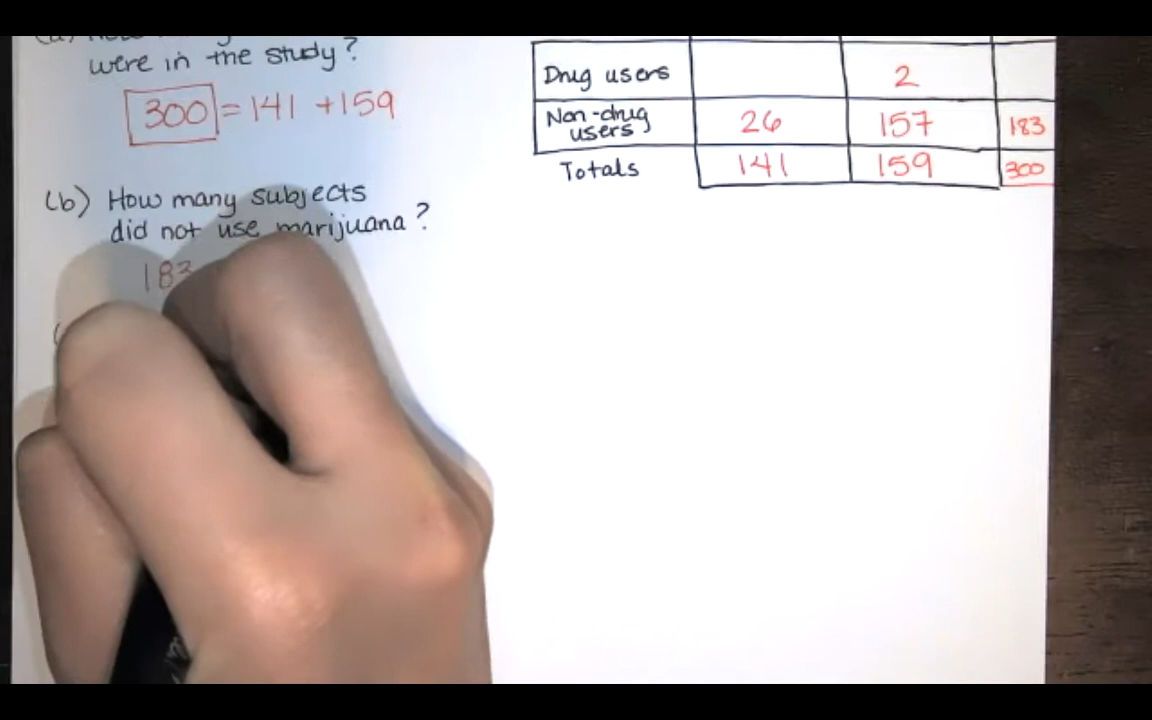 were in the study?
300 = 141 + 159
(b) How many subjects
did not use marijuana?
183
Drug users 2
Non-drug users 26 157 183
Totals 141 159 300